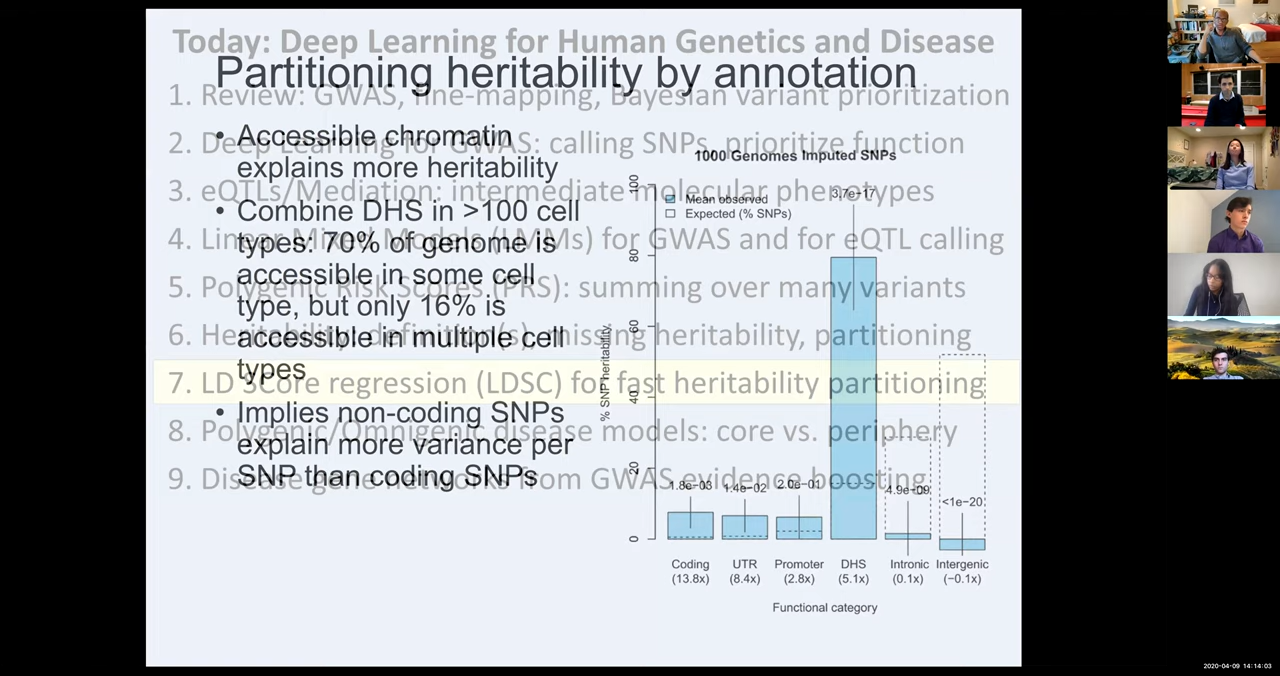 Today: Deep Learning for Human Genetics and Disease
Partitioning heritability by annotation
1. Review: GWAS, fine-mapping, Bayesian variant prioritization
2. Deep Learning for GWAS: calling SNPs, prioritize function
3. eQTLs/Mediation: intermediate molecular phenotypes
4. Linear Mixed Models (LMMs) for GWAS and for eQTL calling
5. Polygenic Risk Scores (PRS): summing over many variants
6. Heritability: definition(s), missing heritability, partitioning
7. LD Score regression (LDSC) for fast heritability partitioning
8. Polygenic/Omnigenic disease models: core vs. periphery
9. Disease gene networks from GWAS evidence boosting
• Accessible chromatin
explains more heritability
• Combine DHS in >100 cell
types: 70% of genome is
accessible in some cell
type, but only 16% is
accessible in multiple cell
types
• Implies non-coding SNPs
explain more variance per
SNP than coding SNPs
1000 Genomes Imputed SNPs
Mean observed
Expected (% SNPs)
% SNP heritability
100
80
60
40
20
0
1.8e−03 1.4e−02 2.0e−01 3.7e−17 4.9e−09 <1e−20
Coding UTR Promoter DHS Intronic Intergenic
(13.8x) (8.4x) (2.8x) (5.1x) (0.1x) (−0.1x)
Functional category
2020-04-09 14:14:03